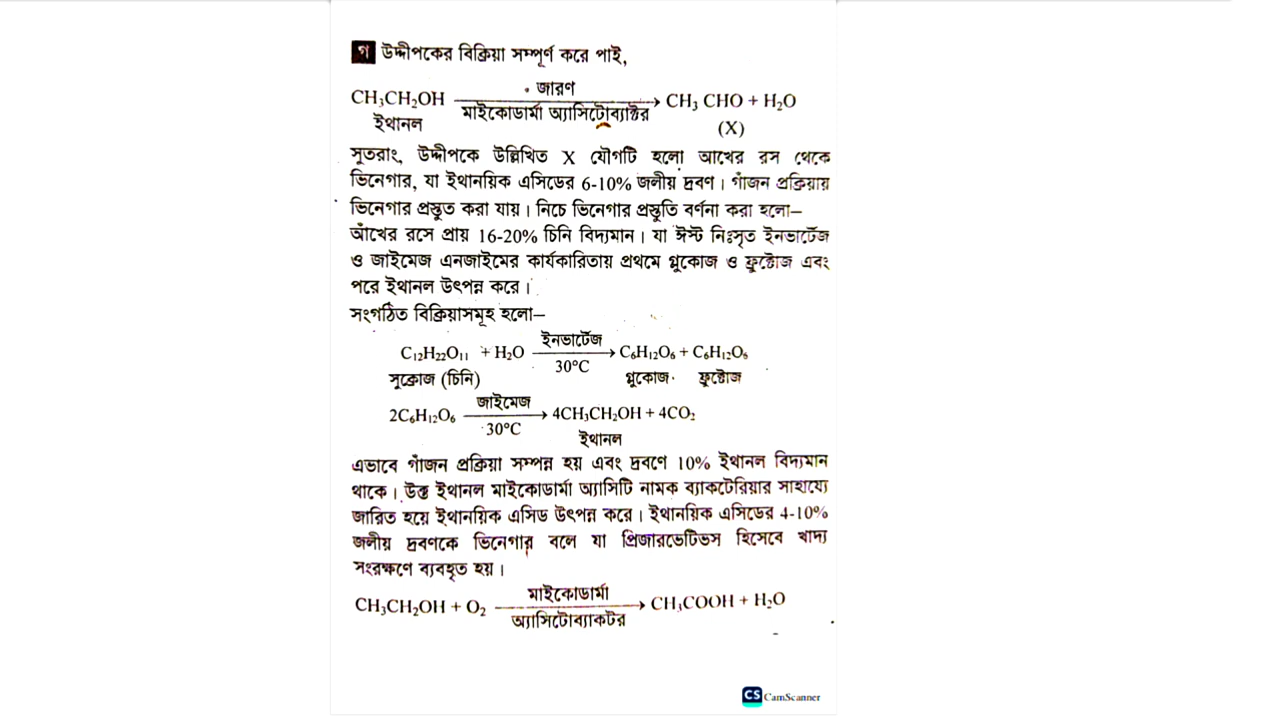 গ উদ্দীপকের বিক্রিয়া সম্পূর্ণ করে পাই,
জারণ
CH₃CH₂OH → CH₃ CHO + H₂O
মাইকোডার্মা অ্যাসিটোব্যাক্টর
ইথানল (X)
সুতরাং, উদ্দীপকে উল্লিখিত X যৌগটি হলো আখের রস থেকে
ভিনেগার, যা ইথানয়িক এসিডের 6-10% জলীয় দ্রবণ। গাঁজন প্রক্রিয়ায়
ভিনেগার প্রস্তুত করা যায়। নিচে ভিনেগার প্রস্তুতি বর্ণনা করা হলো–
আঁখের রসে প্রায় 16-20% চিনি বিদ্যমান। যা ঈস্ট নিঃসৃত ইনভার্টেজ
ও জাইমেজ এনজাইমের কার্যকারিতায় প্রথমে গ্লুকোজ ও ফ্রুক্টোজ এবং
পরে ইথানল উৎপন্ন করে।
সংগঠিত বিক্রিয়াসমূহ হলো–
ইনভার্টেজ
C₁₂H₂₂O₁₁ + H₂O → C₆H₁₂O₆ + C₆H₁₂O₆
30°C
সুক্রোজ (চিনি) গ্লুকোজ ফ্রুক্টোজ
জাইমেজ
2C₆H₁₂O₆ → 4CH₃CH₂OH + 4CO₂
30°C
ইথানল
এভাবে গাঁজন প্রক্রিয়া সম্পন্ন হয় এবং দ্রবণে 10% ইথানল বিদ্যমান
থাকে। উক্ত ইথানল মাইকোডার্মা অ্যাসিটি নামক ব্যাকটেরিয়ার সাহায্যে
জারিত হয়ে ইথানয়িক এসিড উৎপন্ন করে। ইথানয়িক এসিডের 4-10%
জলীয় দ্রবণকে ভিনেগার বলে যা প্রিজারভেটিভস হিসেবে খাদ্য
সংরক্ষণে ব্যবহৃত হয়।
মাইকোডার্মা
CH₃CH₂OH + O₂ → CH₃COOH + H₂O
অ্যাসিটোব্যাকটর
CS CamScanner